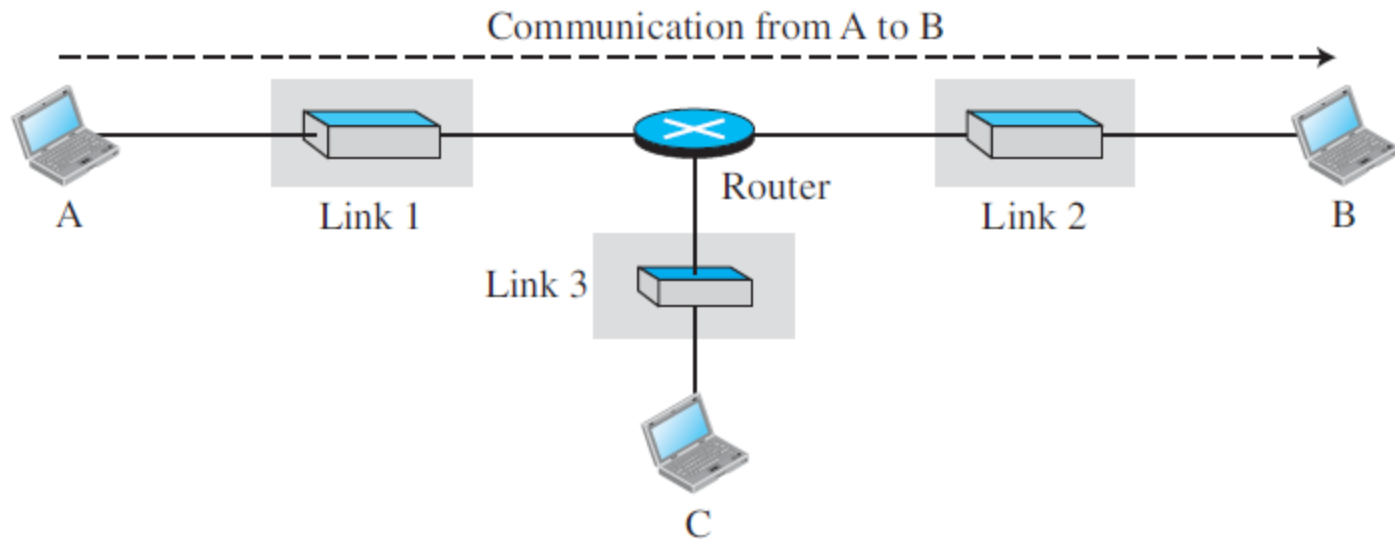 Communication from A to B
A
Link 1
Router
Link 2
B
Link 3
C